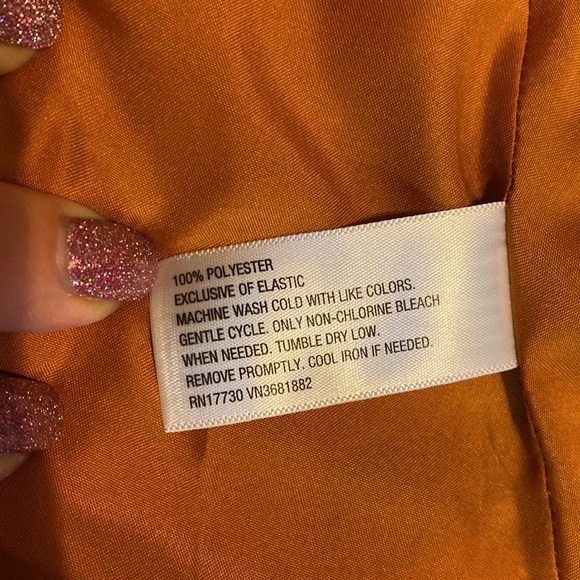 100% POLYESTER
EXCLUSIVE OF ELASTIC
MACHINE WASH COLD WITH LIKE COLORS.
GENTLE CYCLE. ONLY NON-CHLORINE BLEACH
WHEN NEEDED. TUMBLE DRY LOW.
REMOVE PROMPTLY. COOL IRON IF NEEDED.
RN17730 VN3681882